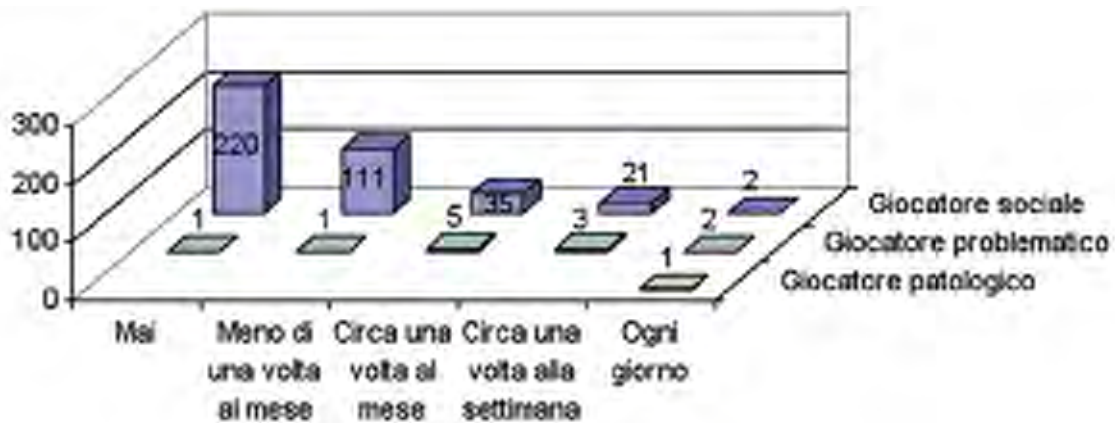 300
200
100
0
220
111
35
21
2
1
1
5
3
2
1
Giocatore sociale
Giocatore problematico
Giocatore patologico
Mai
Meno di
una volta
al mese
Circa una
volta al
mese
Circa una
volta alla
settimana
Ogni
giorno